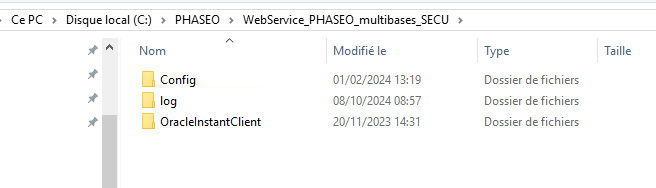 Ce PC > Disque local (C:) > PHASEO > WebService_PHASEO_multibases_SECU >
Nom Modifié le Type Taille
Config 01/02/2024 13:19 Dossier de fichiers
log 08/10/2024 08:57 Dossier de fichiers
OracleInstantClient 20/11/2023 14:31 Dossier de fichiers